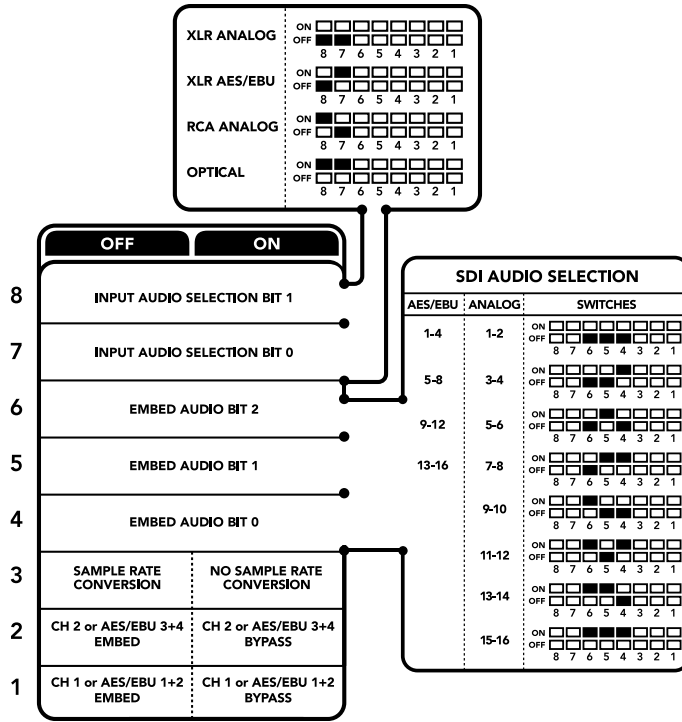 XLR ANALOG
ON
OFF
8 7 6 5 4 3 2 1
XLR AES/EBU
ON
OFF
8 7 6 5 4 3 2 1
RCA ANALOG
ON
OFF
8 7 6 5 4 3 2 1
OPTICAL
ON
OFF
8 7 6 5 4 3 2 1
OFF ON
8 INPUT AUDIO SELECTION BIT 1
7 INPUT AUDIO SELECTION BIT 0
6 EMBED AUDIO BIT 2
5 EMBED AUDIO BIT 1
4 EMBED AUDIO BIT 0
3 SAMPLE RATE CONVERSION NO SAMPLE RATE CONVERSION
2 CH 2 or AES/EBU 3+4 EMBED CH 2 or AES/EBU 3+4 BYPASS
1 CH 1 or AES/EBU 1+2 EMBED CH 1 or AES/EBU 1+2 BYPASS
SDI AUDIO SELECTION
AES/EBU ANALOG SWITCHES
1-4 1-2 ON
OFF
8 7 6 5 4 3 2 1
5-8 3-4 ON
OFF
8 7 6 5 4 3 2 1
9-12 5-6 ON
OFF
8 7 6 5 4 3 2 1
13-16 7-8 ON
OFF
8 7 6 5 4 3 2 1
9-10 ON
OFF
8 7 6 5 4 3 2 1
11-12 ON
OFF
8 7 6 5 4 3 2 1
13-14 ON
OFF
8 7 6 5 4 3 2 1
15-16 ON
OFF
8 7 6 5 4 3 2 1